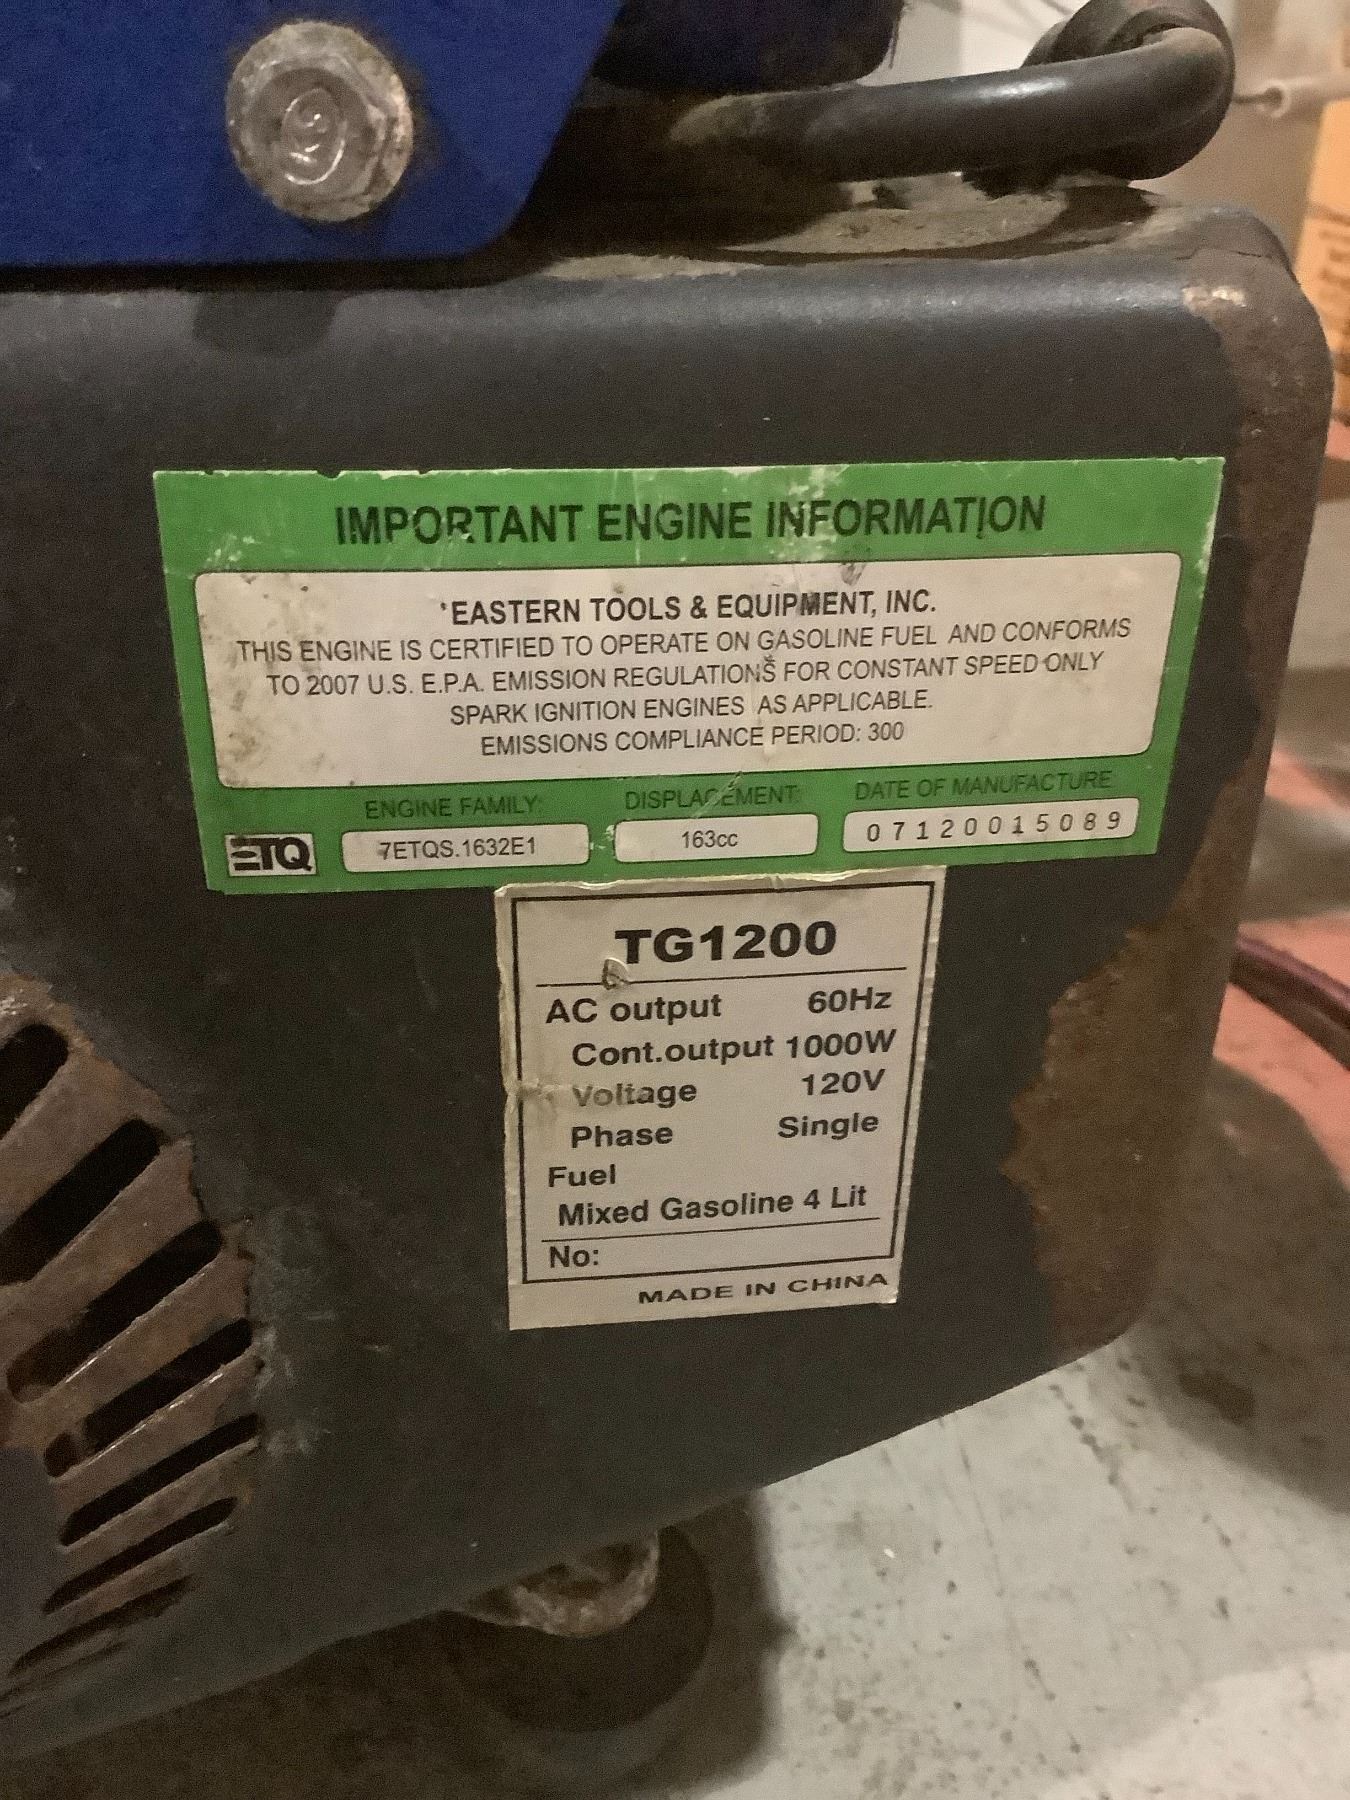 IMPORTANT ENGINE INFORMATION
EASTERN TOOLS & EQUIPMENT, INC.
THIS ENGINE IS CERTIFIED TO OPERATE ON GASOLINE FUEL AND CONFORMS
TO 2007 U.S. E.P.A. EMISSION REGULATIONS FOR CONSTANT SPEED ONLY
SPARK IGNITION ENGINES AS APPLICABLE.
EMISSIONS COMPLIANCE PERIOD: 300
ENGINE FAMILY: DISPLACEMENT: DATE OF MANUFACTURE
ETQ 7ETQS.1632E1 163cc 07120015089
TG1200
AC output 60Hz
Cont.output 1000W
Voltage 120V
Phase Single
Fuel
Mixed Gasoline 4 Lit
No:
MADE IN CHINA